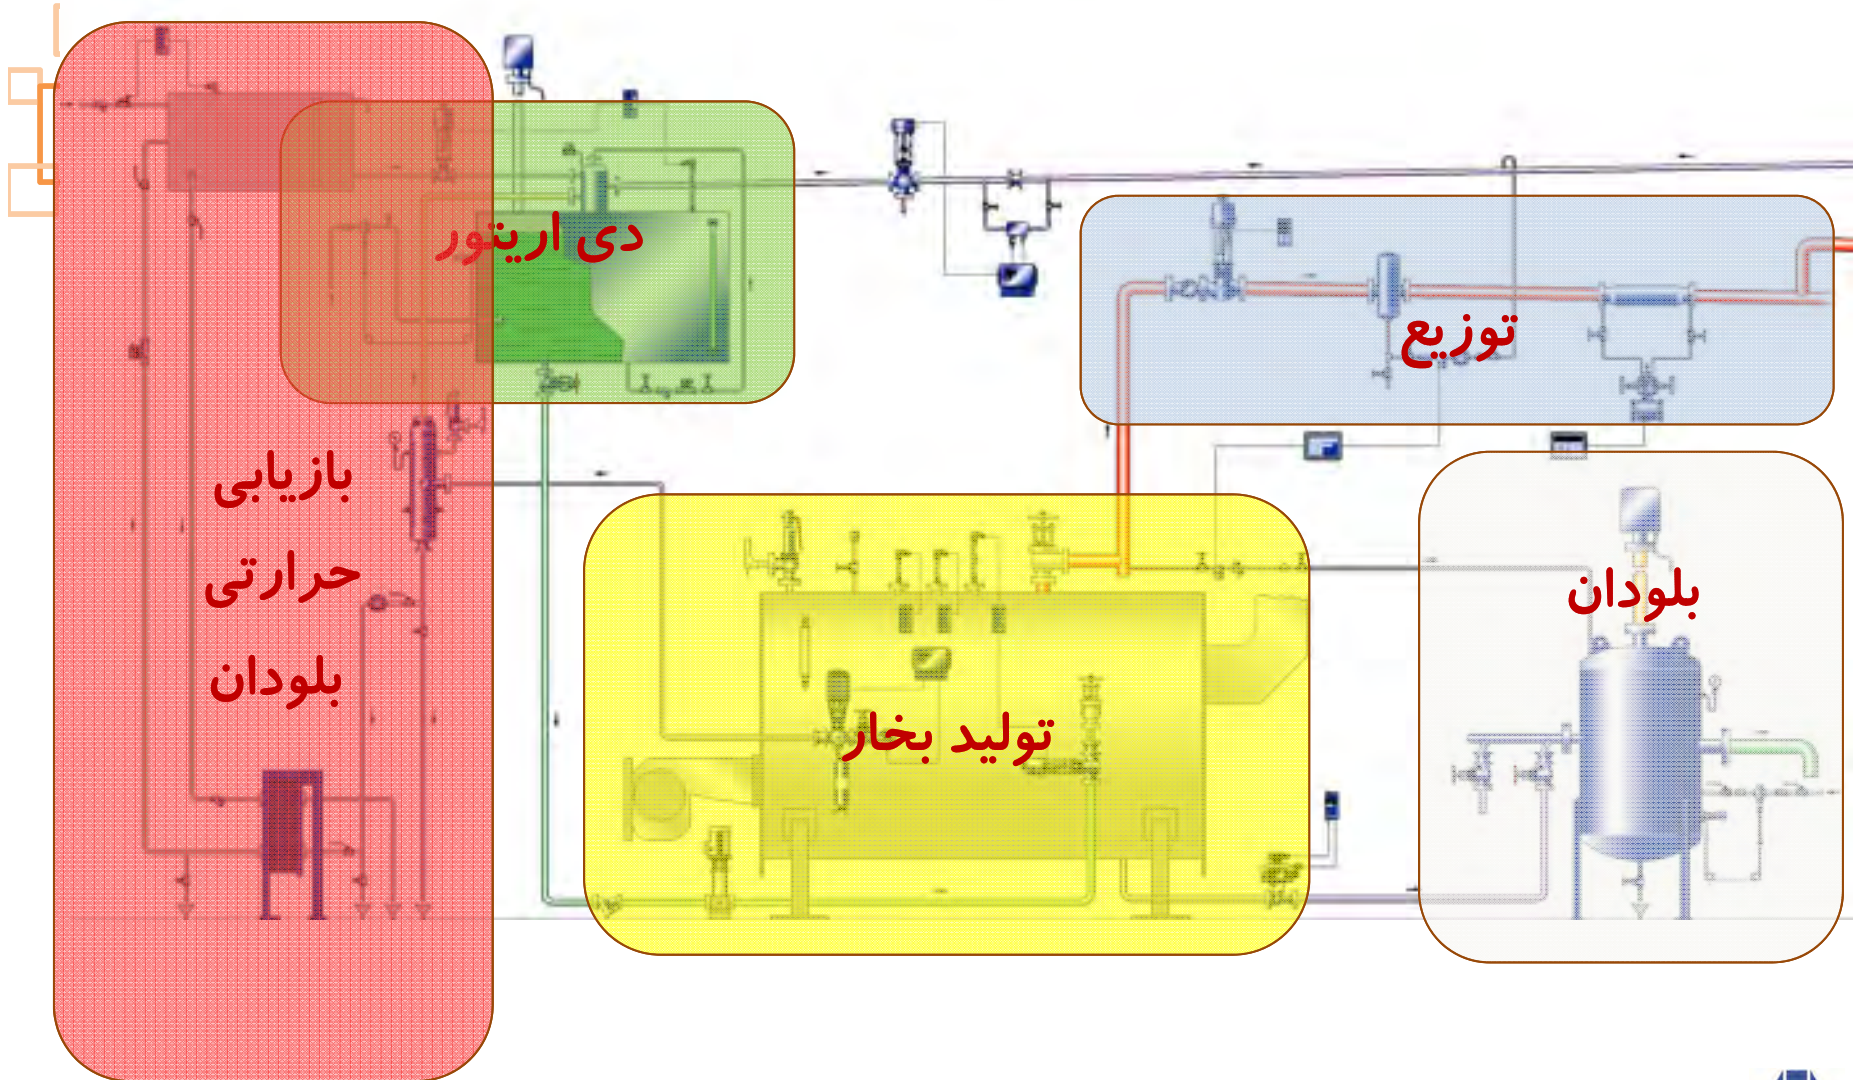 دی اریتور
توزیع
بازیابی
حرارتی
بلودان
بلودان
تولید بخار